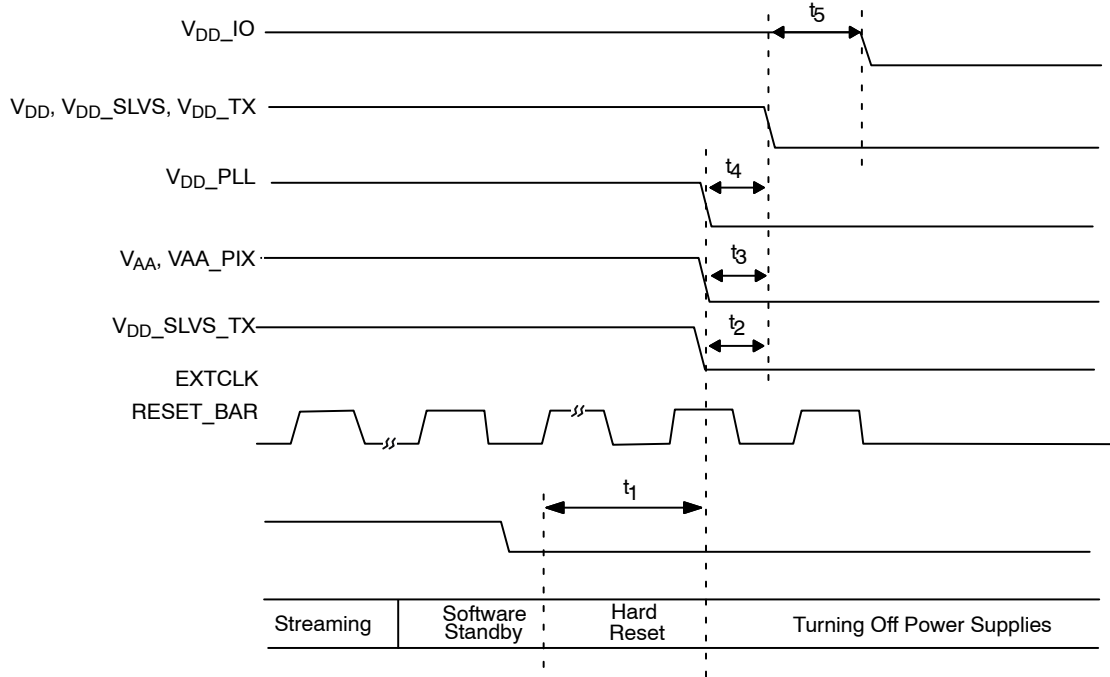 t5
VDD_IO
VDD, VDD_SLVS, VDD_TX
VDD_PLL
t4
VAA, VAA_PIX
t3
VDD_SLVS_TX
t2
EXTCLK
RESET_BAR
t1
Streaming
Software
Standby
Hard
Reset
Turning Off Power Supplies